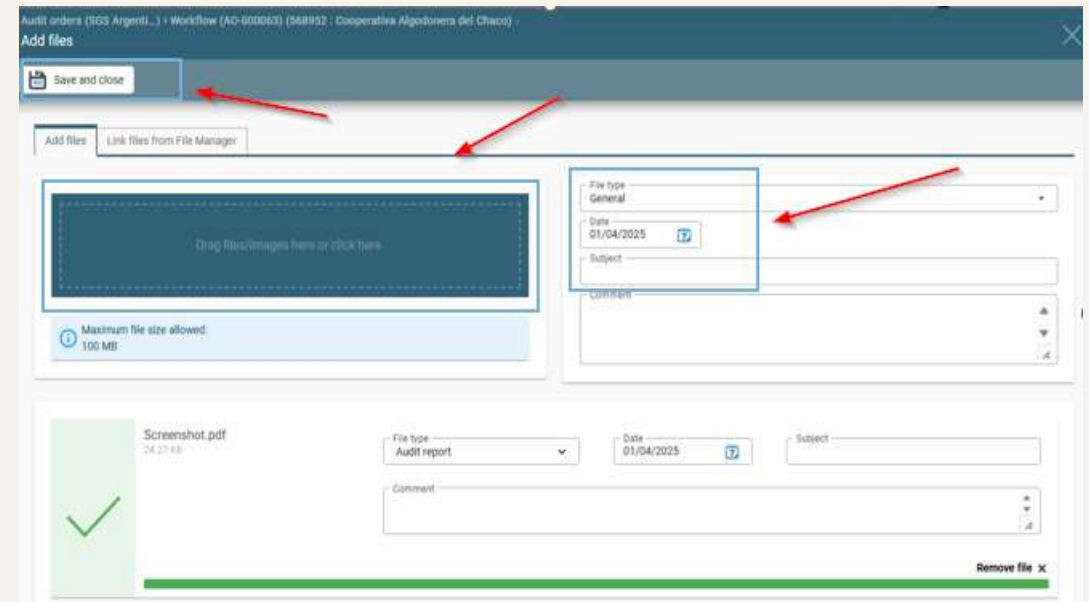 Audit orders (SGS Argenti...) › Workflow (AO-000063) (568952 : Cooperativa Algodonera del Chaco) ›
Add files
Save and close
Add files
Link files from File Manager
Drag files/images here or click here
Maximum file size allowed:
100 MB
File type
General
Date
01/04/2025
Subject
Comment
Screenshot.pdf
24.27 KB
File type
Audit report
Date
01/04/2025
Subject
Comment
Remove file x